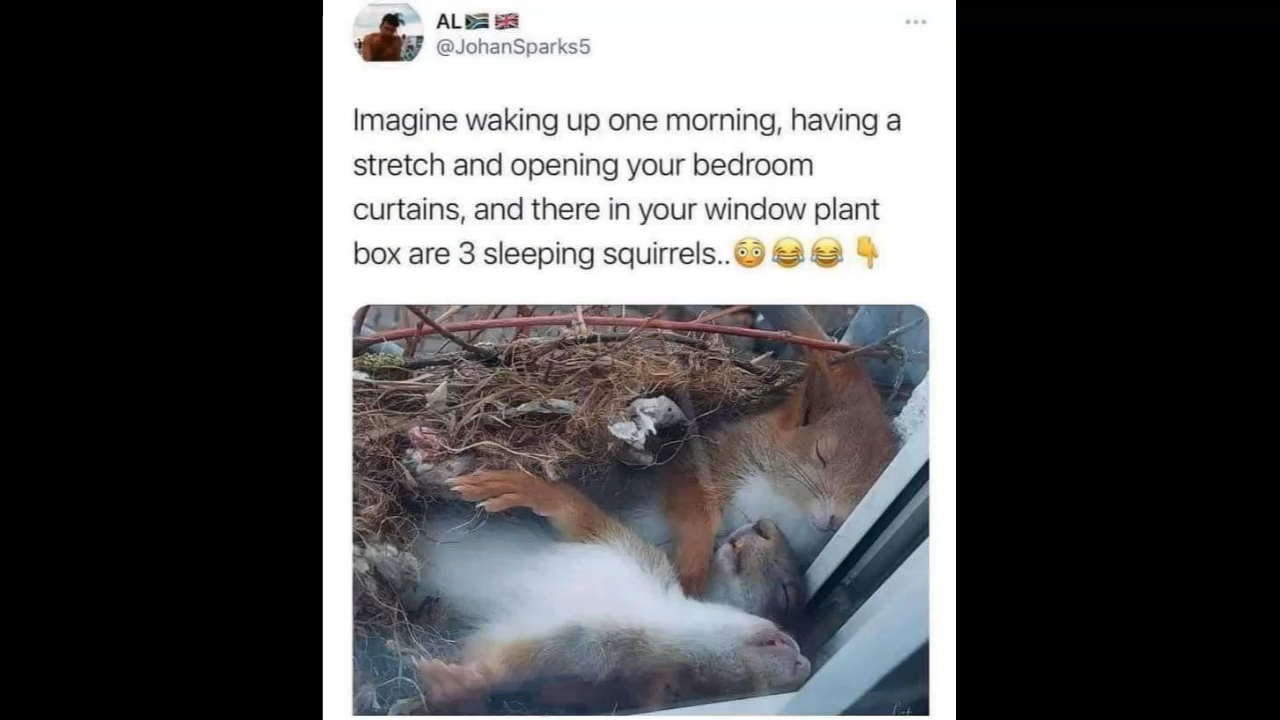 AL🇿🇦 🇬🇧
@JohanSparks5
Imagine waking up one morning, having a
stretch and opening your bedroom
curtains, and there in your window plant
box are 3 sleeping squirrels..😳😂😂👇